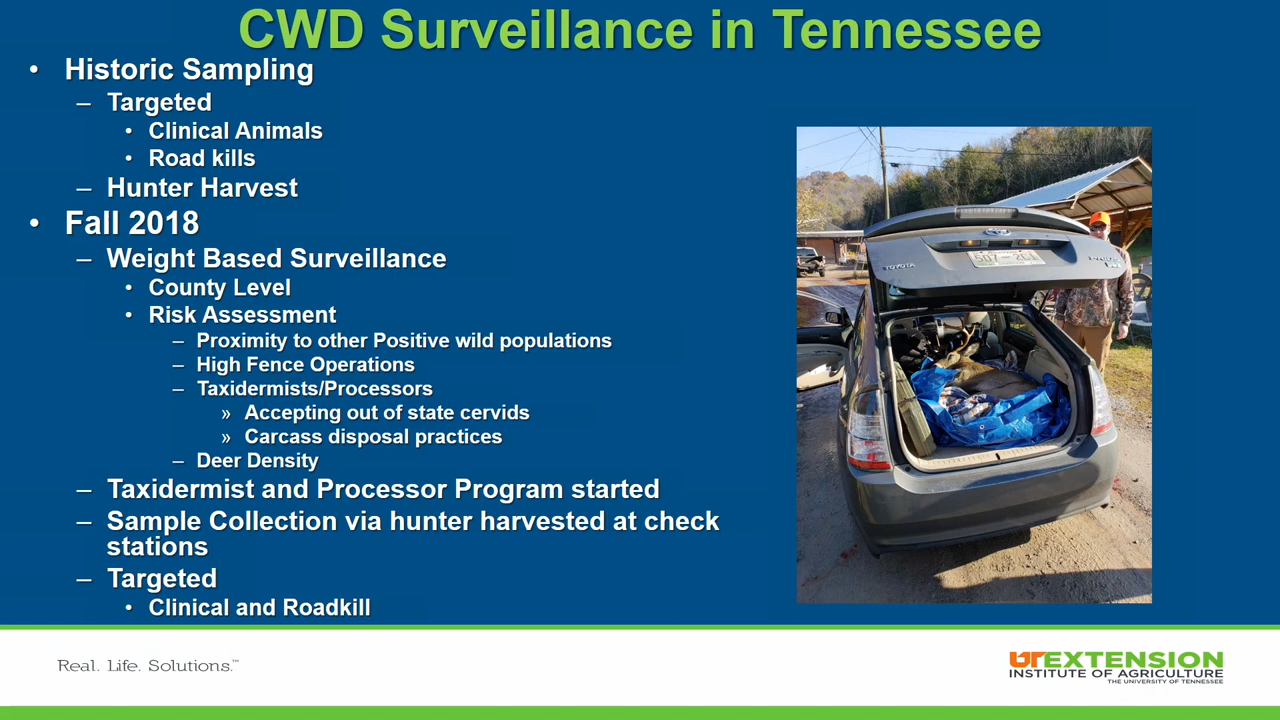 CWD Surveillance in Tennessee
• Historic Sampling
– Targeted
• Clinical Animals
• Road kills
– Hunter Harvest
• Fall 2018
– Weight Based Surveillance
• County Level
• Risk Assessment
– Proximity to other Positive wild populations
– High Fence Operations
– Taxidermists/Processors
» Accepting out of state cervids
» Carcass disposal practices
– Deer Density
– Taxidermist and Processor Program started
– Sample Collection via hunter harvested at check
stations
– Targeted
• Clinical and Roadkill
TOYOTA
Real. Life. Solutions.™
UT EXTENSION
INSTITUTE OF AGRICULTURE
THE UNIVERSITY OF TENNESSEE